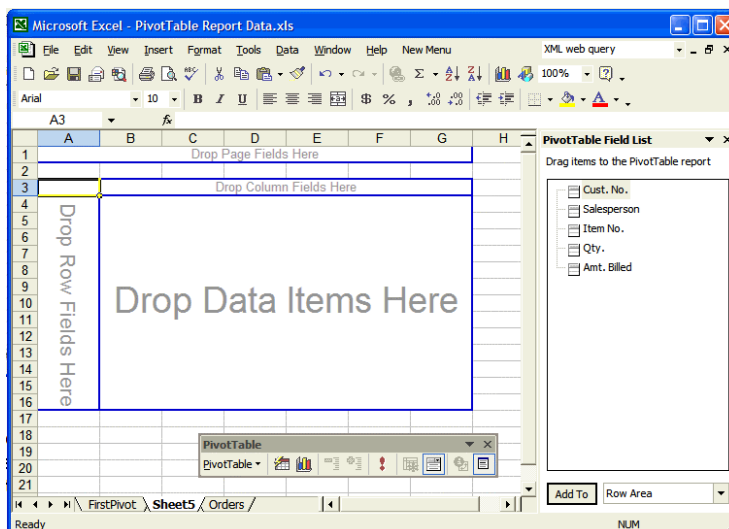 Microsoft Excel - PivotTable Report Data.xls
File Edit View Insert Format Tools Data Window Help New Menu XML web query
100%
Arial 10 B I U $ % ,
A3 fx
A B C D E F G H
PivotTable Field List
1 Drop Page Fields Here
Drag items to the PivotTable report
2
3 Drop Column Fields Here
Cust. No.
Salesperson
Item No.
Qty.
Amt. Billed
4
5
6
7
8
9
10
11
12
13
14
15
16
Drop Row Fields Here
Drop Data Items Here
17
18
19
20
21
PivotTable
PivotTable
Add To Row Area
FirstPivot Sheet5 Orders
Ready NUM